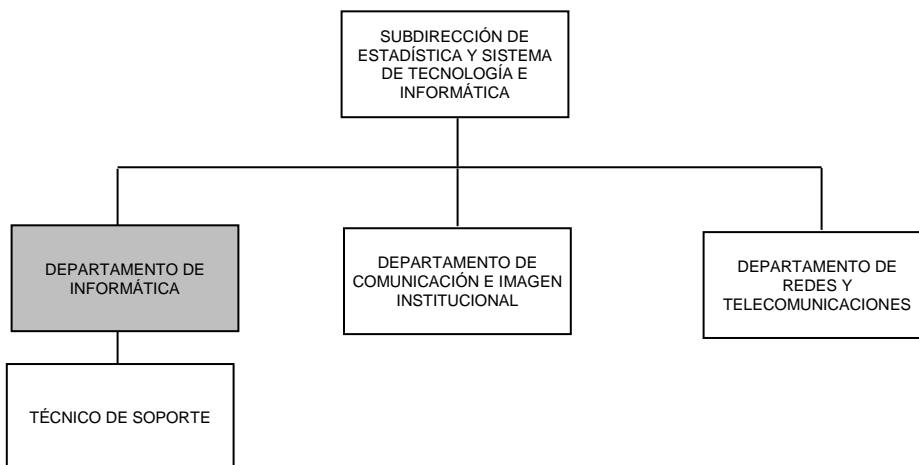 SUBDIRECCIÓN DE
ESTADÍSTICA Y SISTEMA
DE TECNOLOGÍA E
INFORMÁTICA
DEPARTAMENTO DE
INFORMÁTICA
DEPARTAMENTO DE
COMUNICACIÓN E IMAGEN
INSTITUCIONAL
DEPARTAMENTO DE
REDES Y
TELECOMUNICACIONES
TÉCNICO DE SOPORTE